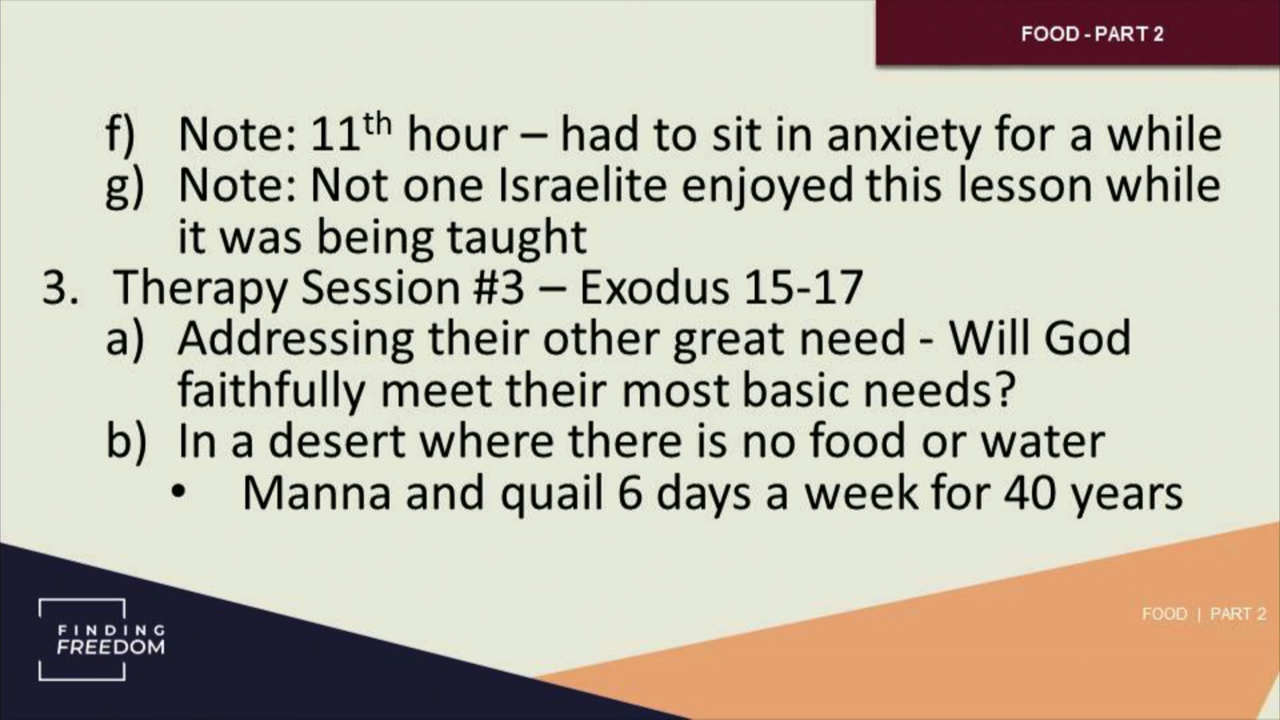 FOOD - PART 2
f) Note: 11th hour – had to sit in anxiety for a while
g) Note: Not one Israelite enjoyed this lesson while
it was being taught
3. Therapy Session #3 – Exodus 15-17
a) Addressing their other great need - Will God
faithfully meet their most basic needs?
b) In a desert where there is no food or water
• Manna and quail 6 days a week for 40 years
FOOD | PART 2
FINDING
FREEDOM